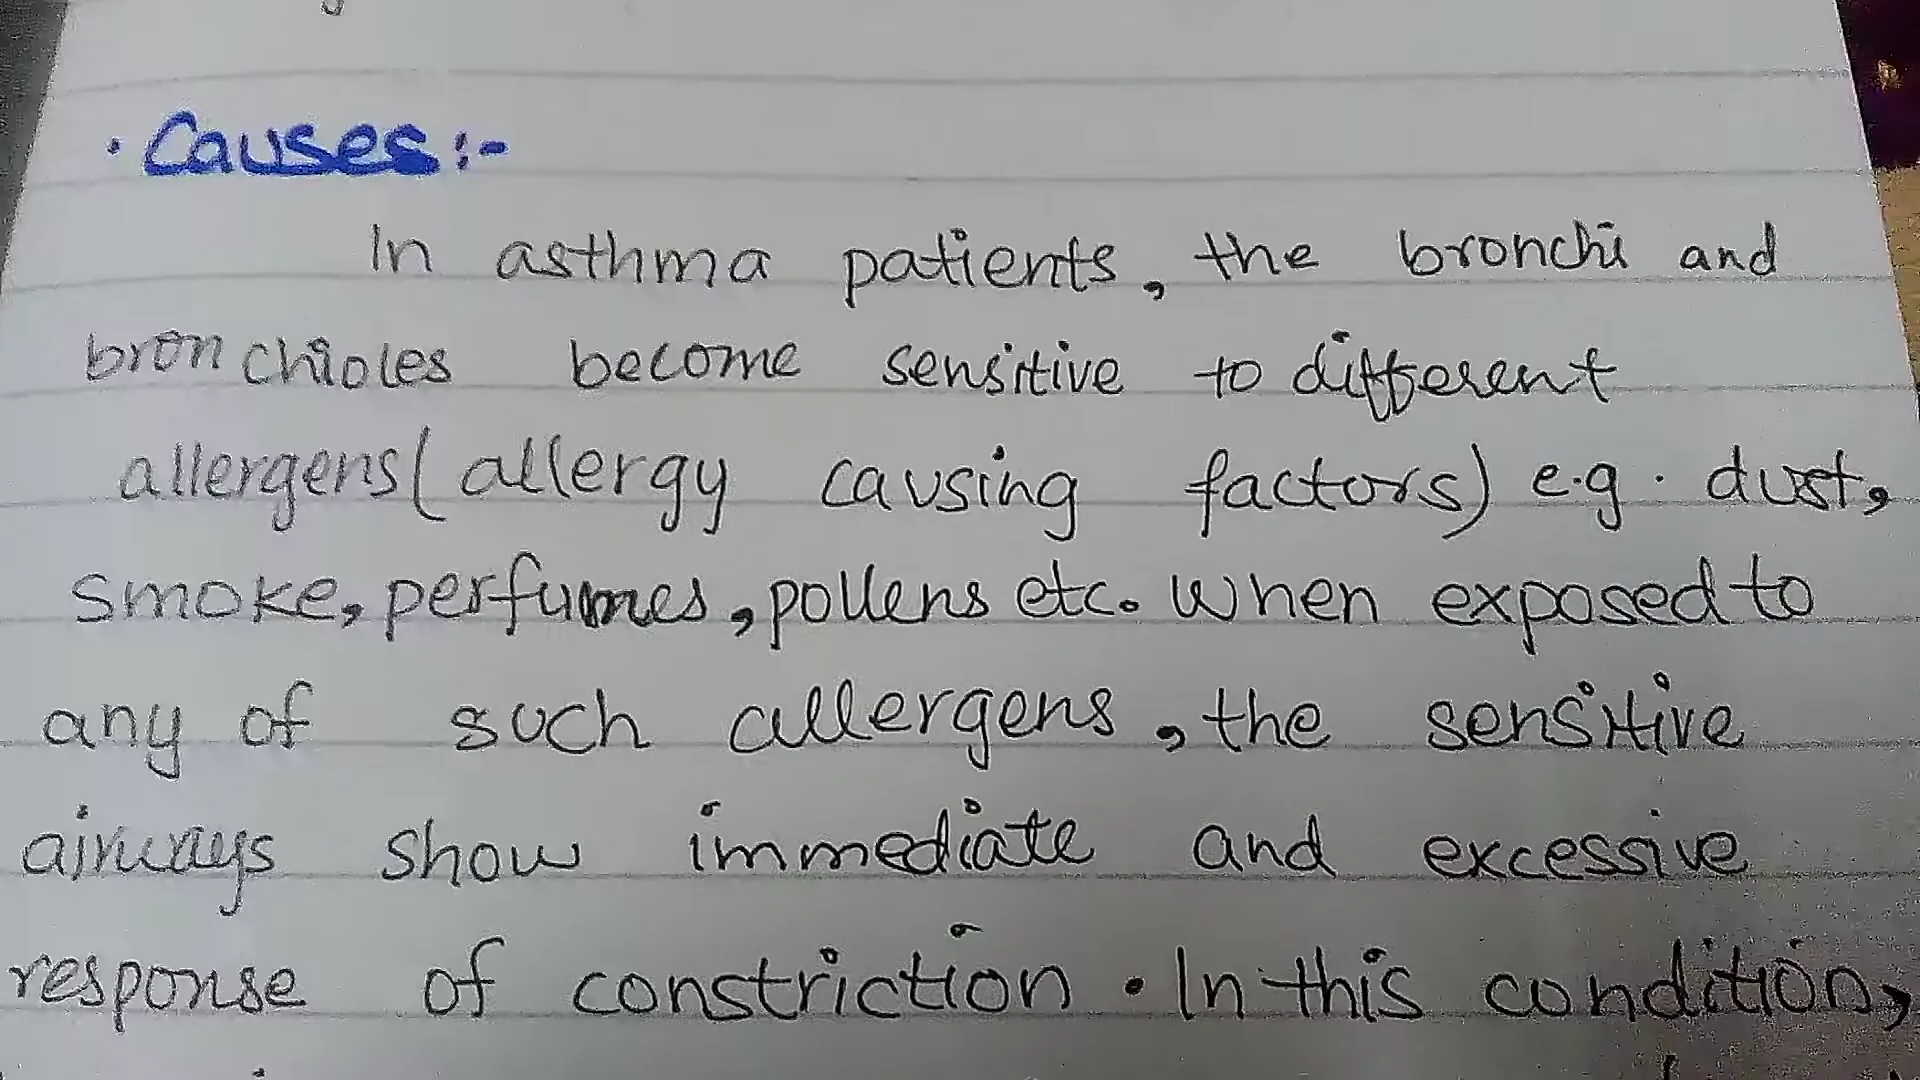 · Causes:-
In asthma patients, the bronchi and
bronchioles become sensitive to different
allergens (allergy causing factors) e.g. dust,
smoke, perfumes, pollens etc. When exposed to
any of such allergens, the sensitive
airways show immediate and excessive
response of constriction. In this condition,